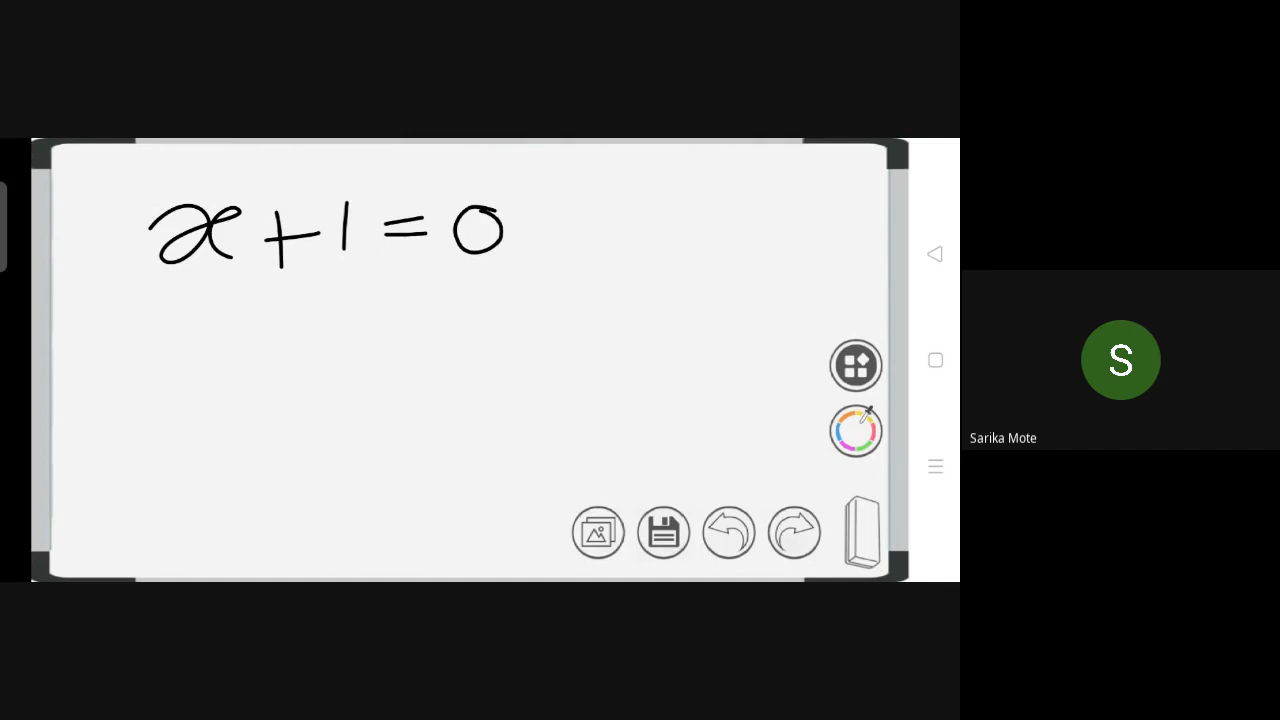 x + 1 = 0
S
Sarika Mote